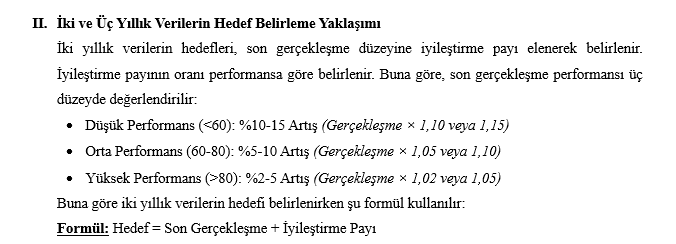 II. İki ve Üç Yıllık Verilerin Hedef Belirleme Yaklaşımı
İki yıllık verilerin hedefleri, son gerçekleşme düzeyine iyileştirme payı elenerek belirlenir.
İyileştirme payının oranı performansa göre belirlenir. Buna göre, son gerçekleşme performansı üç
düzeyde değerlendirilir:
• Düşük Performans (<60): %10-15 Artış (Gerçekleşme × 1,10 veya 1,15)
• Orta Performans (60-80): %5-10 Artış (Gerçekleşme × 1,05 veya 1,10)
• Yüksek Performans (>80): %2-5 Artış (Gerçekleşme × 1,02 veya 1,05)
Buna göre iki yıllık verilerin hedefi belirlenirken şu formül kullanılır:
Formül: Hedef = Son Gerçekleşme + İyileştirme Payı